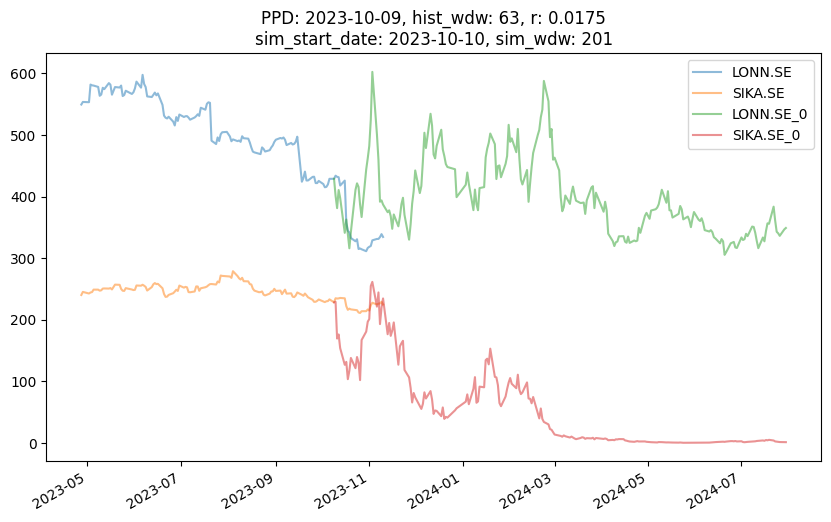 PPD: 2023-10-09, hist_wdw: 63, r: 0.0175
sim_start_date: 2023-10-10, sim_wdw: 201
LONN.SE
SIKA.SE
LONN.SE_0
SIKA.SE_0
600
500
400
300
200
100
0
2023-05
2023-07
2023-09
2023-11
2024-01
2024-03
2024-05
2024-07